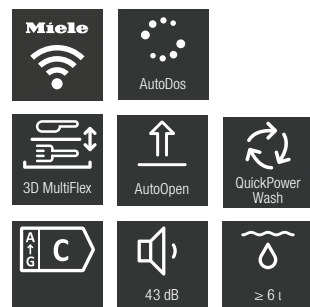 Miele
AutoDos
3D MultiFlex
AutoOpen
QuickPower
Wash
A
↑
G
C
43 dB
≥ 6 l